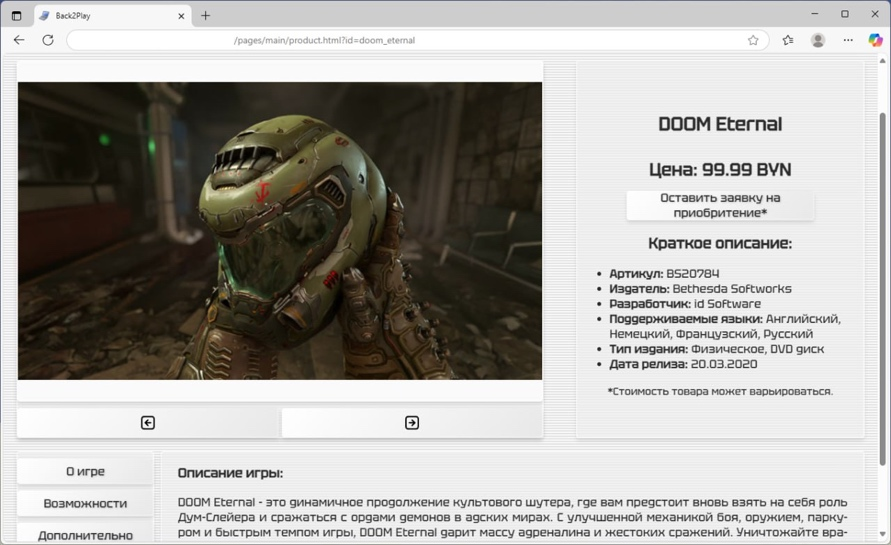 Back2Play
/pages/main/product.html?id=doom_eternal
DOOM Eternal
Цена: 99.99 BYN
Оставить заявку на
приобритение*
Краткое описание:
Артикул: BS20784
Издатель: Bethesda Softworks
Разработчик: id Software
Поддерживаемые языки: Английский,
Немецкий, Французский, Русский
Тип издания: Физическое, DVD диск
Дата релиза: 20.03.2020
*Стоимость товара может варьироваться.
О игре
Возможности
Дополнительно
Описание игры:
DOOM Eternal - это динамичное продолжение культового шутера, где вам предстоит вновь взять на себя роль
Дум-Слейера и сражаться с ордами демонов в адских мирах. С улучшенной механикой боя, оружием, парку-
ром и быстрым темпом игры, DOOM Eternal дарит массу адреналина и жестоких сражений. Уничтожайте вра-